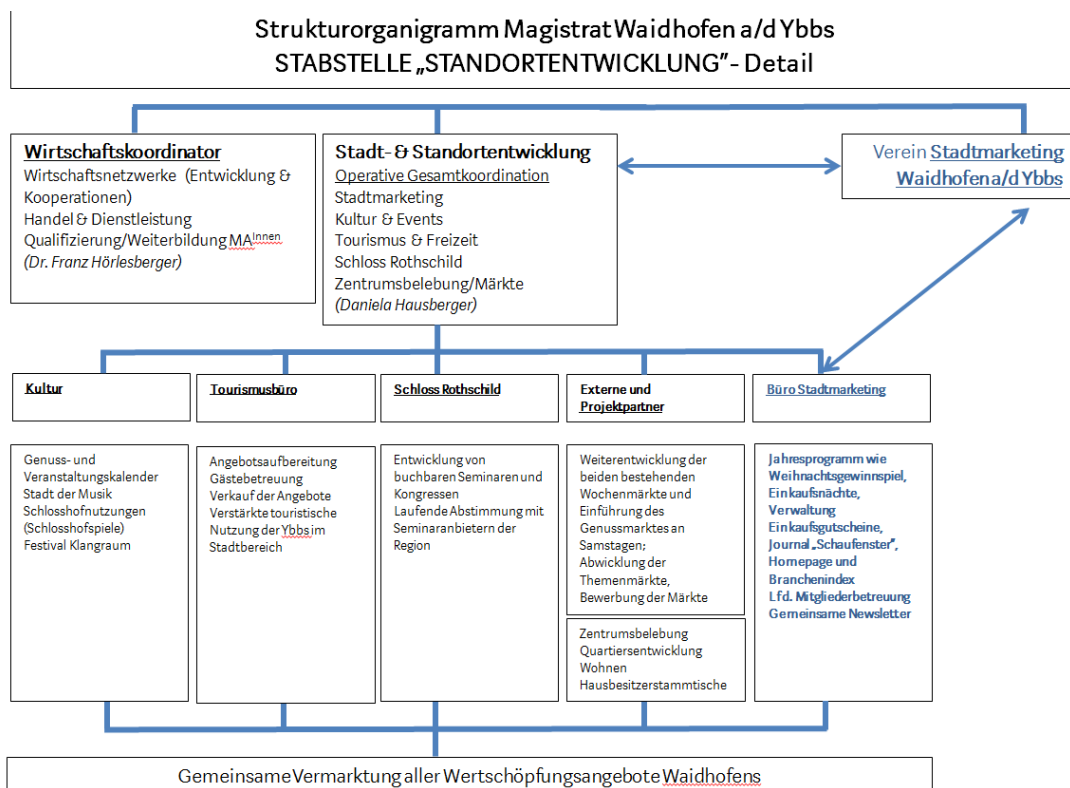 Strukturorganigramm Magistrat Waidhofen a/d Ybbs
STABSTELLE „STANDORTENTWICKLUNG" - Detail
Wirtschaftskoordinator
Wirtschaftsnetzwerke (Entwicklung &
Kooperationen)
Handel & Dienstleistung
Qualifizierung/Weiterbildung MAInnen
(Dr. Franz Hörlesberger)
Stadt- & Standortentwicklung
Operative Gesamtkoordination
Stadtmarketing
Kultur & Events
Tourismus & Freizeit
Schloss Rothschild
Zentrumsbelebung/Märkte
(Daniela Hausberger)
Verein Stadtmarketing
Waidhofen a/d Ybbs
Kultur
Genuss- und
Veranstaltungskalender
Stadt der Musik
Schlosshofnutzungen
(Schlosshofspiele)
Festival Klangraum
Tourismusbüro
Angebotsaufbereitung
Gästebetreuung
Verkauf der Angebote
Verstärkte touristische
Nutzung der Ybbs im
Stadtbereich
Schloss Rothschild
Entwicklung von
buchbaren Seminaren und
Kongressen
Laufende Abstimmung mit
Seminaranbietern der
Region
Externe und
Projektpartner
Weiterentwicklung der
beiden bestehenden
Wochenmärkte und
Einführung des
Genussmarktes an
Samstagen;
Abwicklung der
Themenmärkte,
Bewerbung der Märkte
Zentrumsbelebung
Quartiersentwicklung
Wohnen
Hausbesitzerstammtische
Büro Stadtmarketing
Jahresprogramm wie
Weihnachtsgewinnspiel,
Einkaufsnächte,
Verwaltung
Einkaufsgutscheine,
Journal „Schaufenster",
Homepage und
Branchenindex
Lfd. Mitgliederbetreuung
Gemeinsame Newsletter
Gemeinsame Vermarktung aller Wertschöpfungsangebote Waidhofens